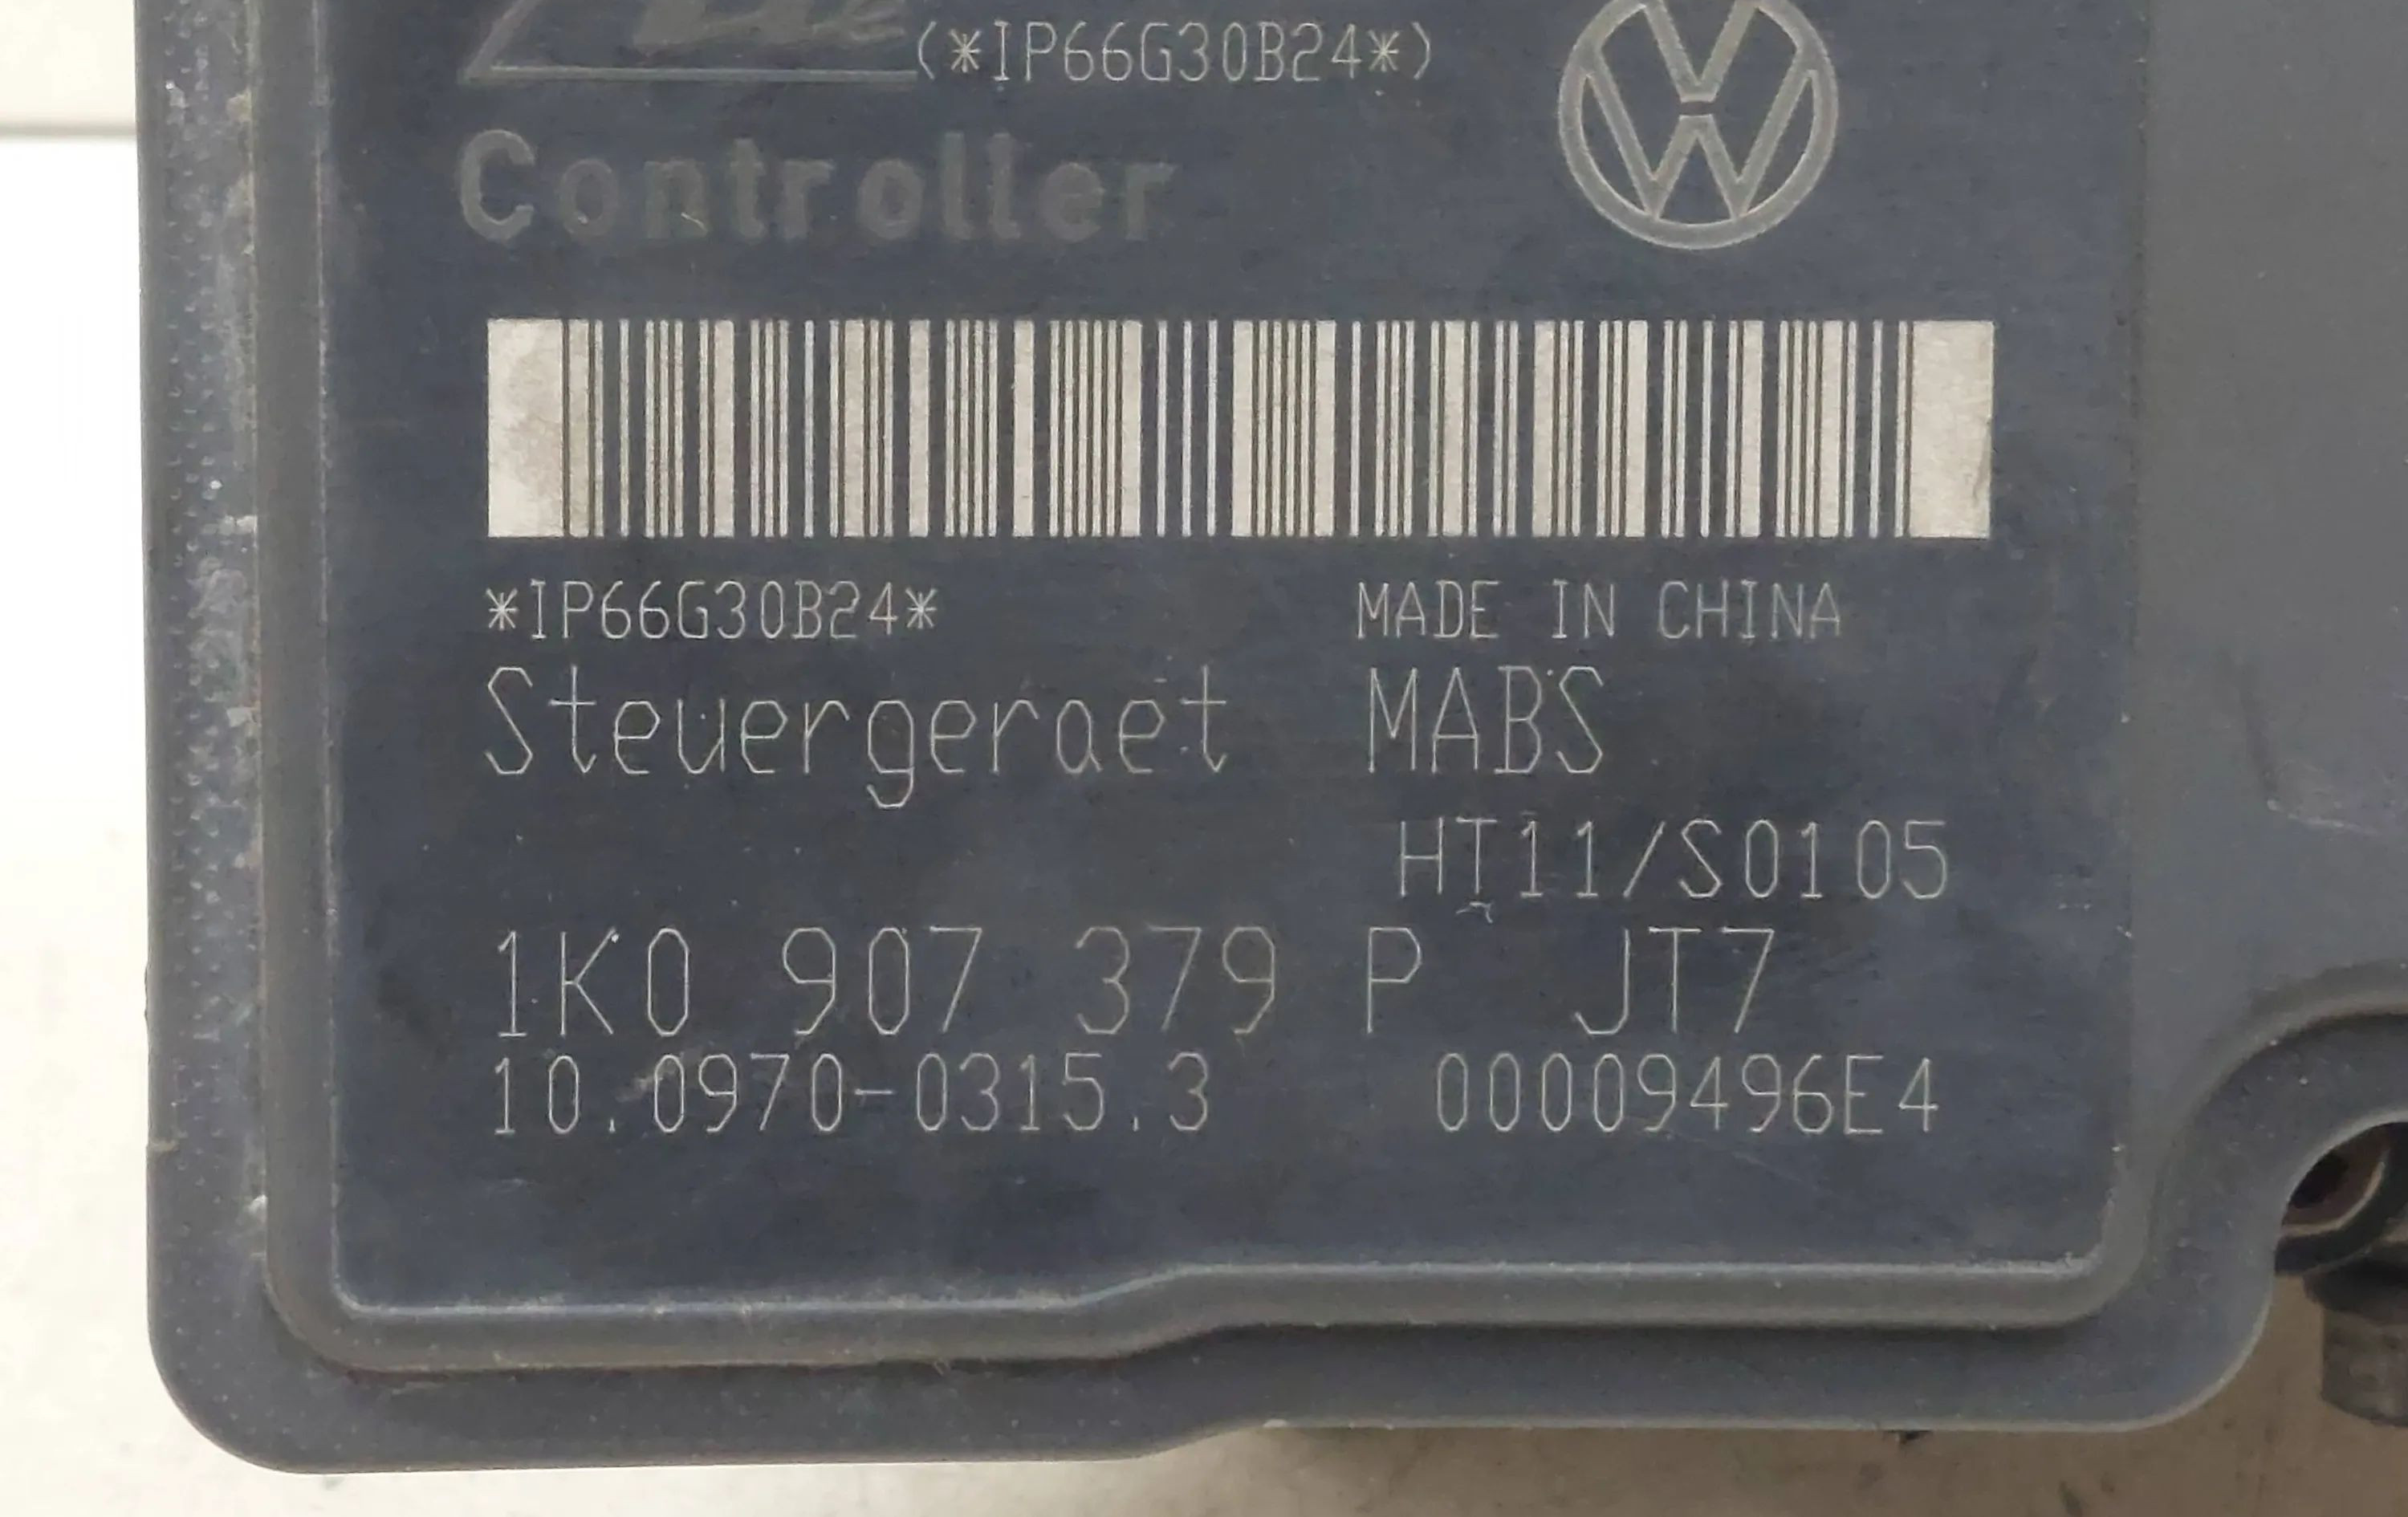 (*IP66G30B24*)
Controller
*IP66G30B24* MADE IN CHINA
Steuergeraet MABS
HT11/S0105
1K0 907 379 P JT7
10.0970-0315.3 00009496E4